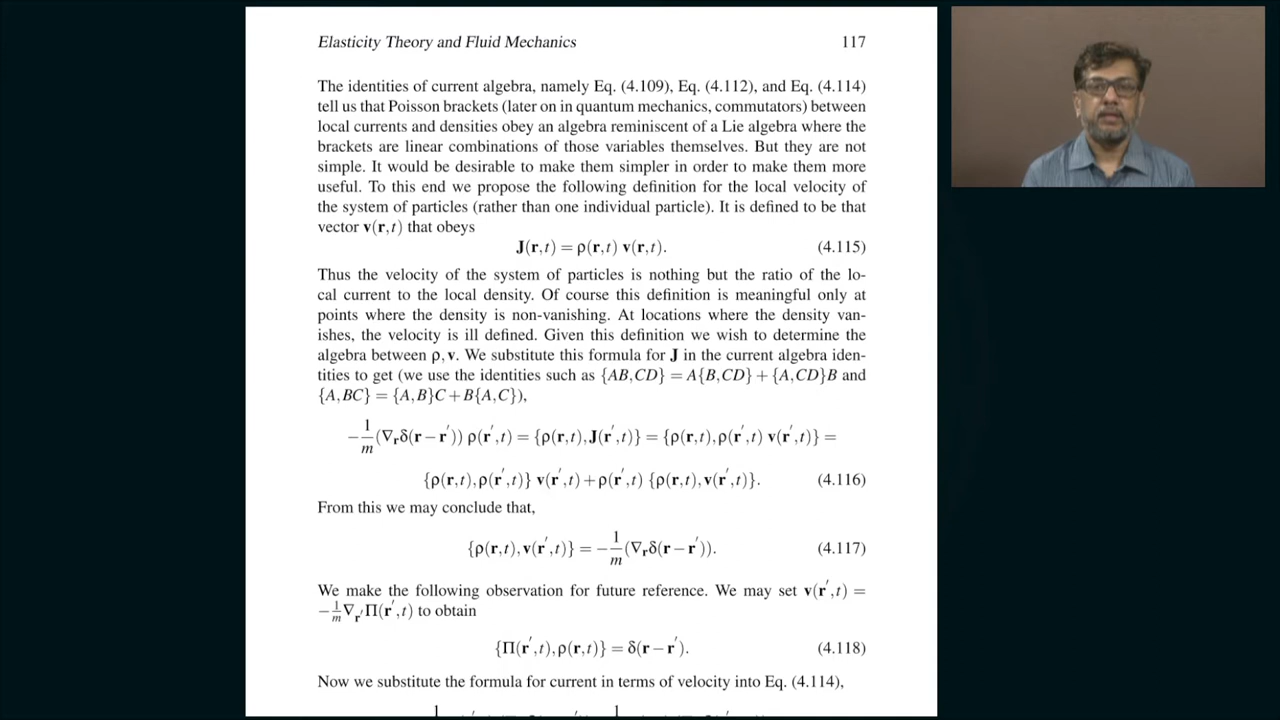 Elasticity Theory and Fluid Mechanics 117
The identities of current algebra, namely Eq. (4.109), Eq. (4.112), and Eq. (4.114)
tell us that Poisson brackets (later on in quantum mechanics, commutators) between
local currents and densities obey an algebra reminiscent of a Lie algebra where the
brackets are linear combinations of those variables themselves. But they are not
simple. It would be desirable to make them simpler in order to make them more
useful. To this end we propose the following definition for the local velocity of
the system of particles (rather than one individual particle). It is defined to be that
vector v(r,t) that obeys
J(r,t) = ρ(r,t) v(r,t). (4.115)
Thus the velocity of the system of particles is nothing but the ratio of the lo-
cal current to the local density. Of course this definition is meaningful only at
points where the density is non-vanishing. At locations where the density van-
ishes, the velocity is ill defined. Given this definition we wish to determine the
algebra between ρ, v. We substitute this formula for J in the current algebra iden-
tities to get (we use the identities such as {AB,CD} = A{B,CD} + {A,CD}B and
{A,BC} = {A,B}C + B{A,C}),
−1/m (∇r δ(r − r′)) ρ(r′,t) = {ρ(r,t), J(r′,t)} = {ρ(r,t), ρ(r′,t) v(r′,t)} =
{ρ(r,t), ρ(r′,t)} v(r′,t) + ρ(r′,t) {ρ(r,t), v(r′,t)}. (4.116)
From this we may conclude that,
{ρ(r,t), v(r′,t)} = −1/m (∇r δ(r − r′)). (4.117)
We make the following observation for future reference. We may set v(r′,t) =
−1/m ∇r′ Π(r′,t) to obtain
{Π(r′,t), ρ(r,t)} = δ(r − r′). (4.118)
Now we substitute the formula for current in terms of velocity into Eq. (4.114),